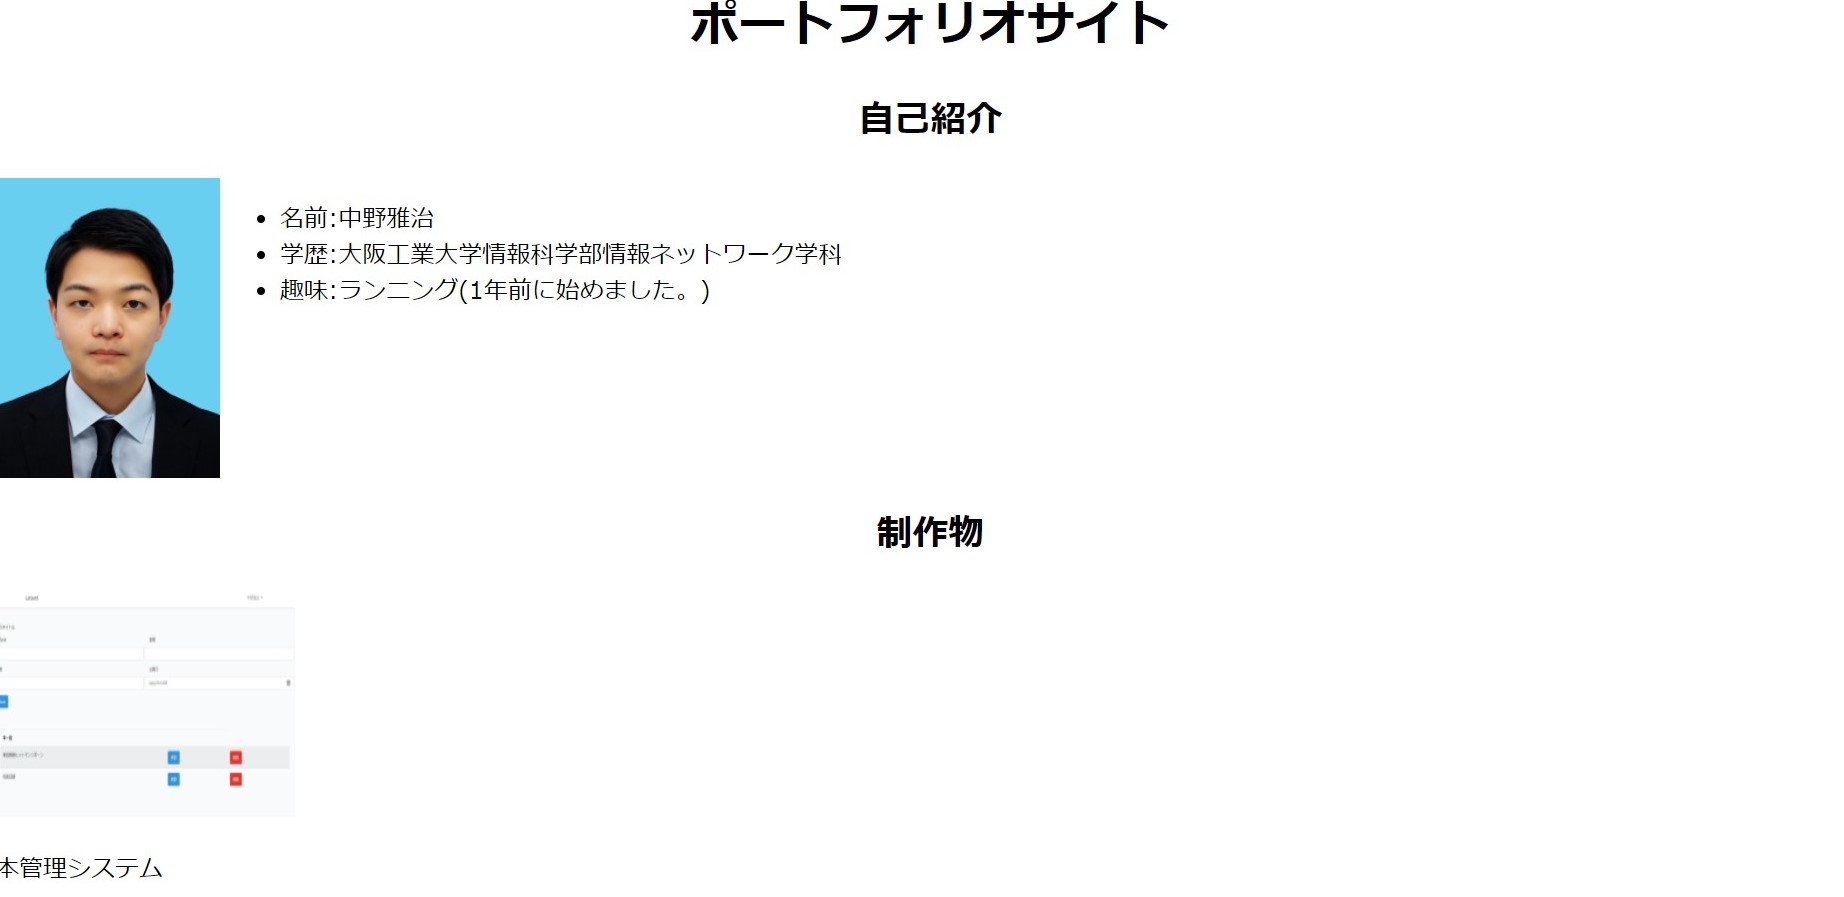 ポートフォリオサイト
自己紹介
名前:中野雅治
学歴:大阪工業大学情報科学部情報ネットワーク学科
趣味:ランニング(1年前に始めました。)
制作物
Laravel
本管理システム